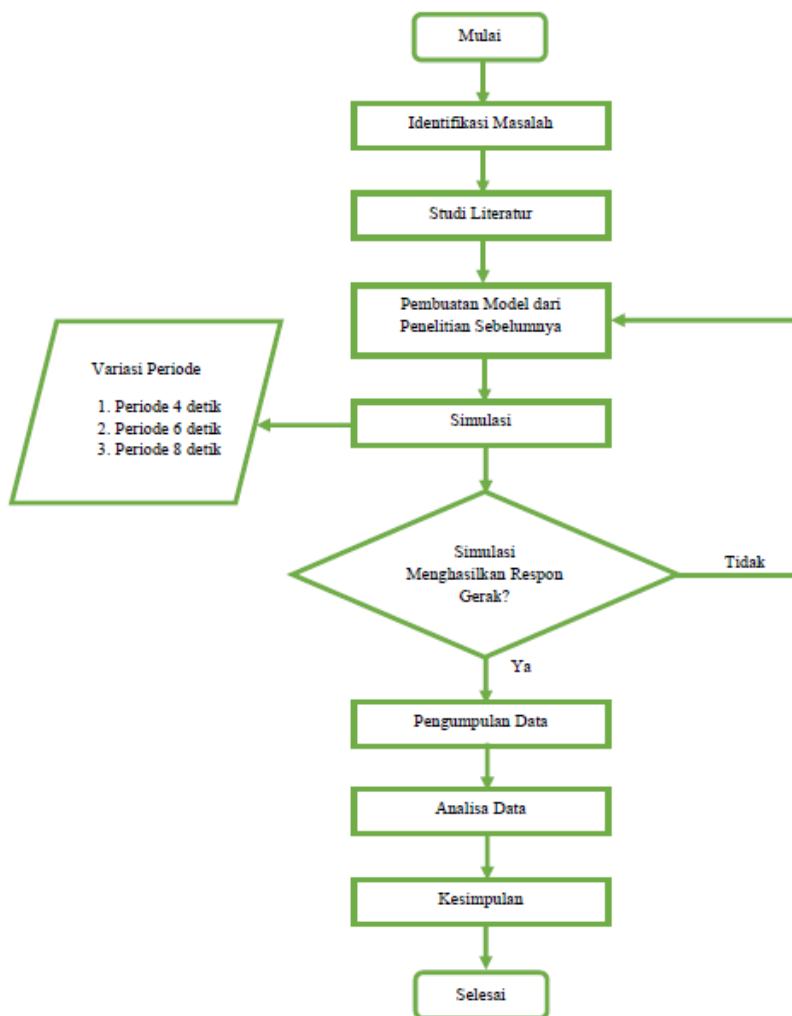 Mulai
Identifikasi Masalah
Studi Literatur
Pembuatan Model dari
Penelitian Sebelumnya
Variasi Periode
1. Periode 4 detik
2. Periode 6 detik
3. Periode 8 detik
Simulasi
Simulasi
Menghasilkan Respon
Gerak?
Tidak
Ya
Pengumpulan Data
Analisa Data
Kesimpulan
Selesai